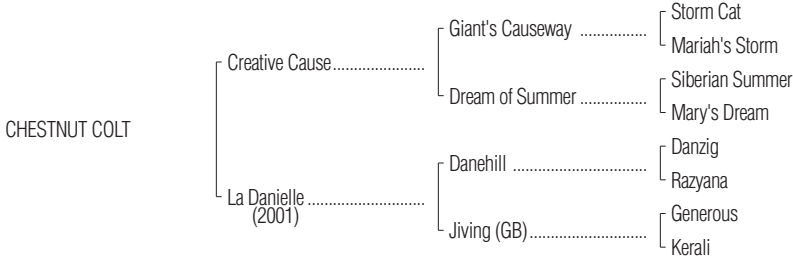 Storm Cat
Giant's Causeway ................
Mariah's Storm
Creative Cause......................
Siberian Summer
Dream of Summer ................
Mary's Dream
CHESTNUT COLT
Danzig
Danehill ................................
Razyana
La Danielle ............................
(2001)
Generous
Jiving (GB)............................
Kerali